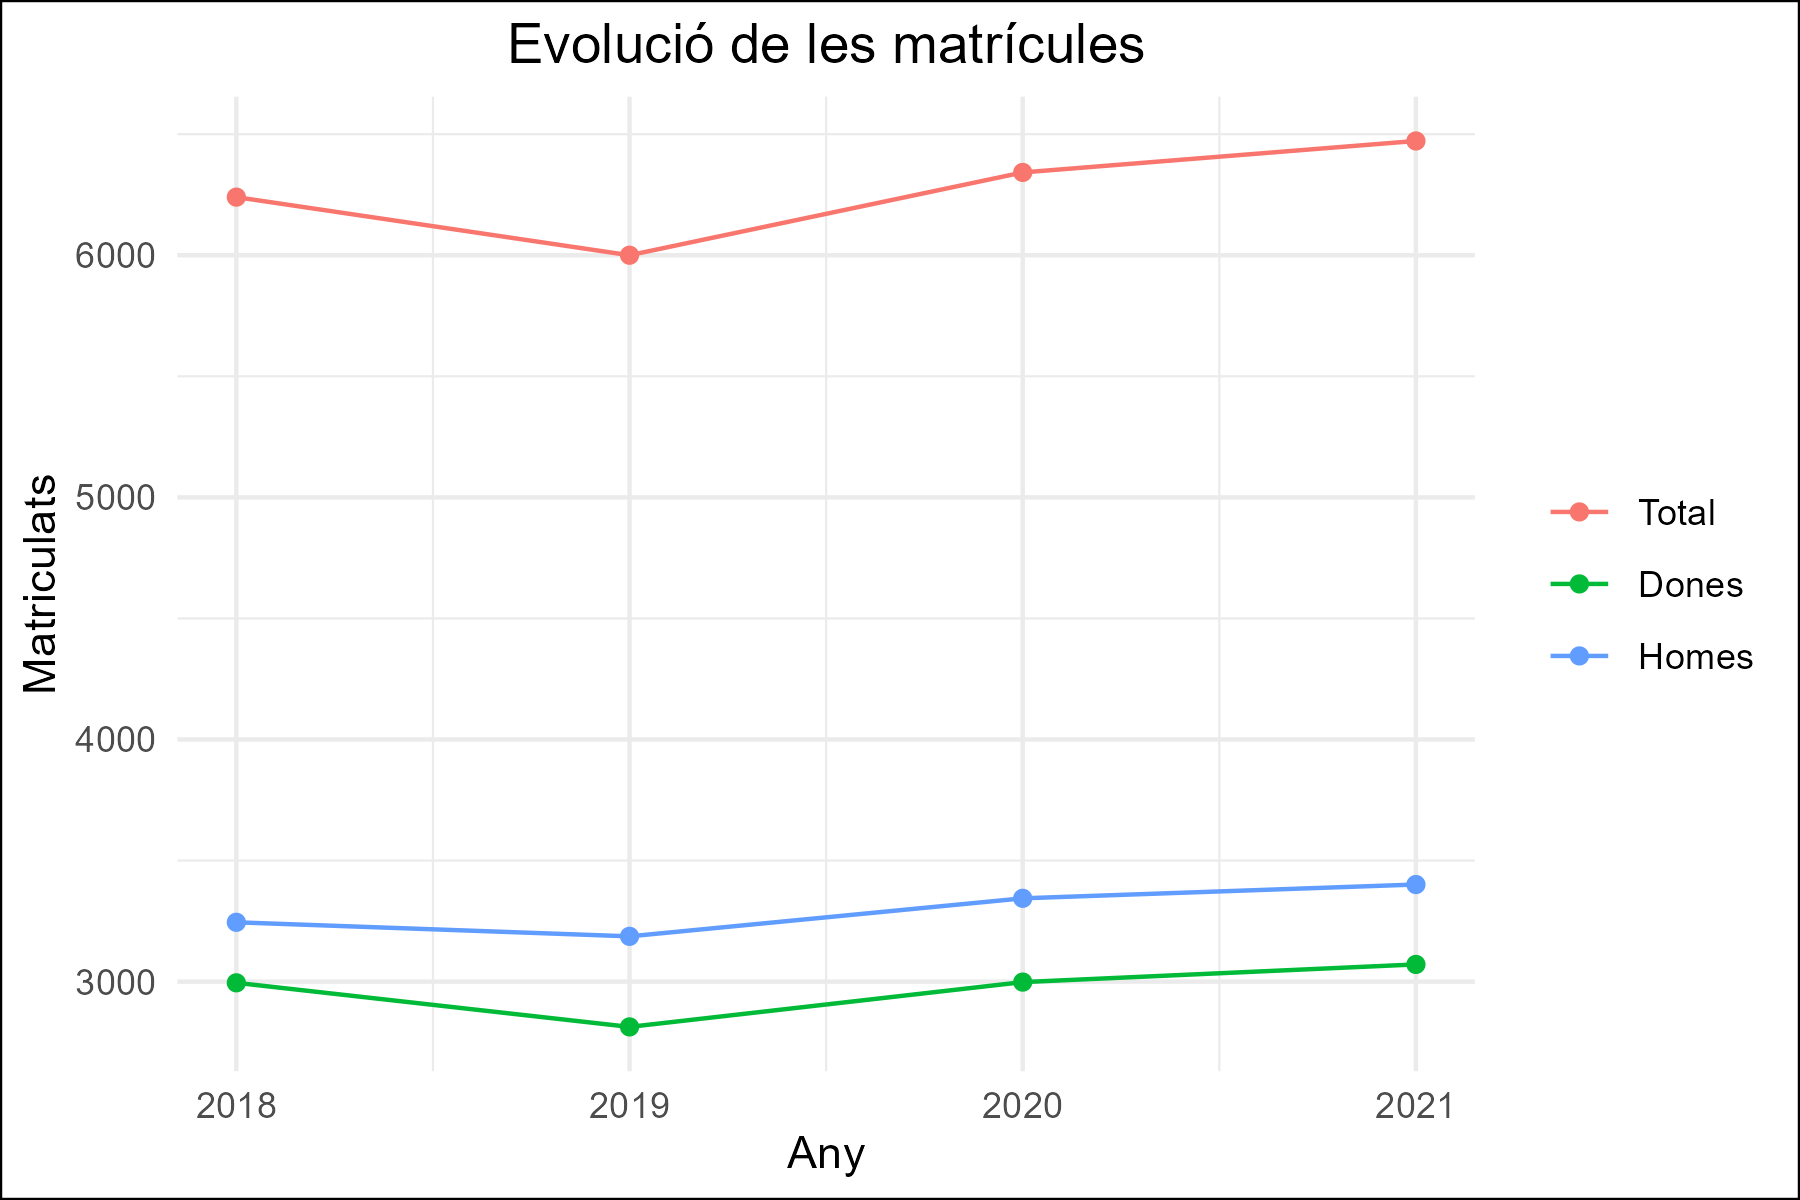 Evolució de les matrícules
Matriculats
6000
5000
4000
3000
2018
2019
2020
2021
Any
Total
Dones
Homes